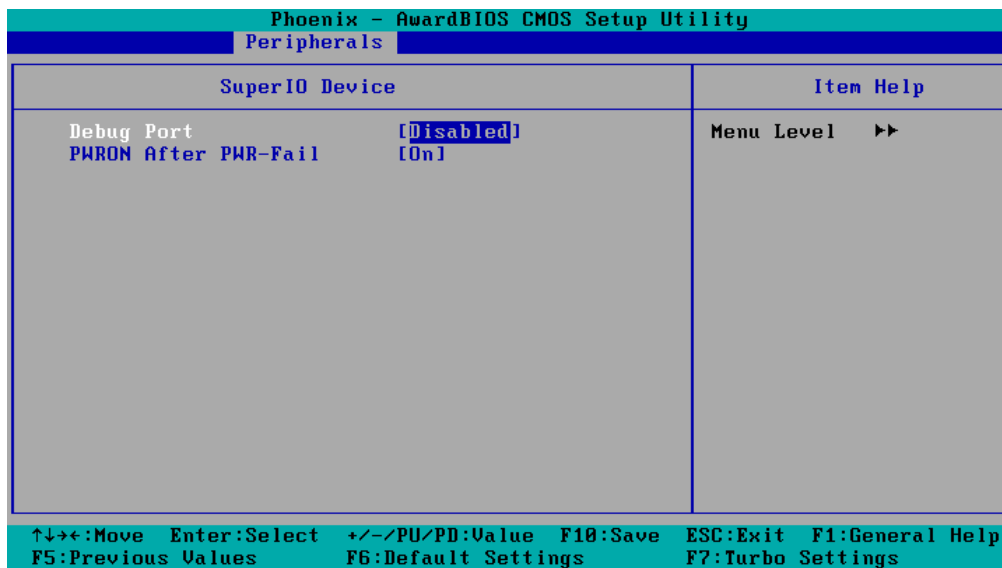 Phoenix - AwardBIOS CMOS Setup Utility
Peripherals
SuperIO Device
Item Help
Debug Port [Disabled]
Menu Level ▶▶
PWRON After PWR-Fail [On]
↑↓→←:Move Enter:Select +/-/PU/PD:Value F10:Save ESC:Exit F1:General Help
F5:Previous Values F6:Default Settings F7:Turbo Settings